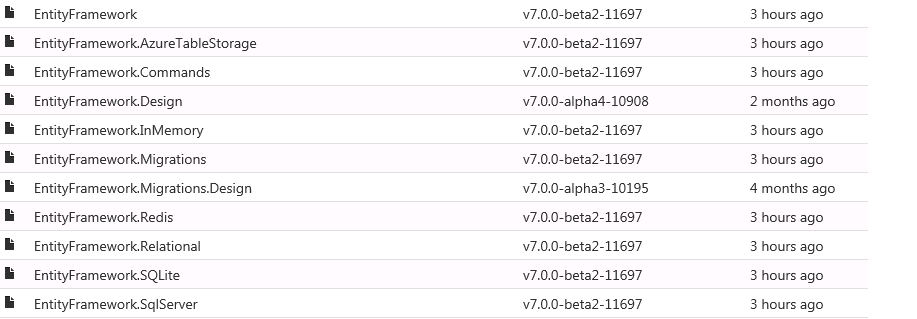 EntityFramework v7.0.0-beta2-11697 3 hours ago
EntityFramework.AzureTableStorage v7.0.0-beta2-11697 3 hours ago
EntityFramework.Commands v7.0.0-beta2-11697 3 hours ago
EntityFramework.Design v7.0.0-alpha4-10908 2 months ago
EntityFramework.InMemory v7.0.0-beta2-11697 3 hours ago
EntityFramework.Migrations v7.0.0-beta2-11697 3 hours ago
EntityFramework.Migrations.Design v7.0.0-alpha3-10195 4 months ago
EntityFramework.Redis v7.0.0-beta2-11697 3 hours ago
EntityFramework.Relational v7.0.0-beta2-11697 3 hours ago
EntityFramework.SQLite v7.0.0-beta2-11697 3 hours ago
EntityFramework.SqlServer v7.0.0-beta2-11697 3 hours ago